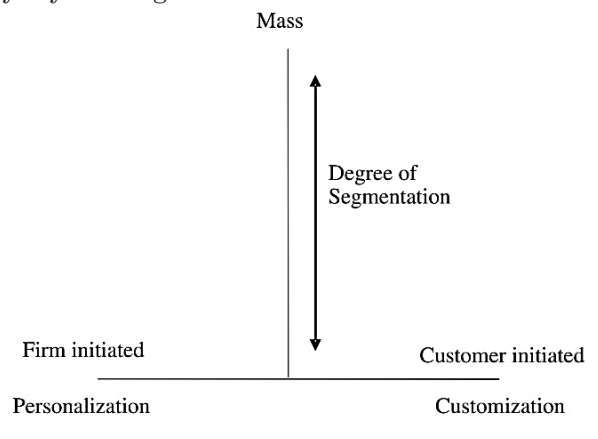 Mass
Degree of
Segmentation
Firm initiated
Customer initiated
Personalization
Customization